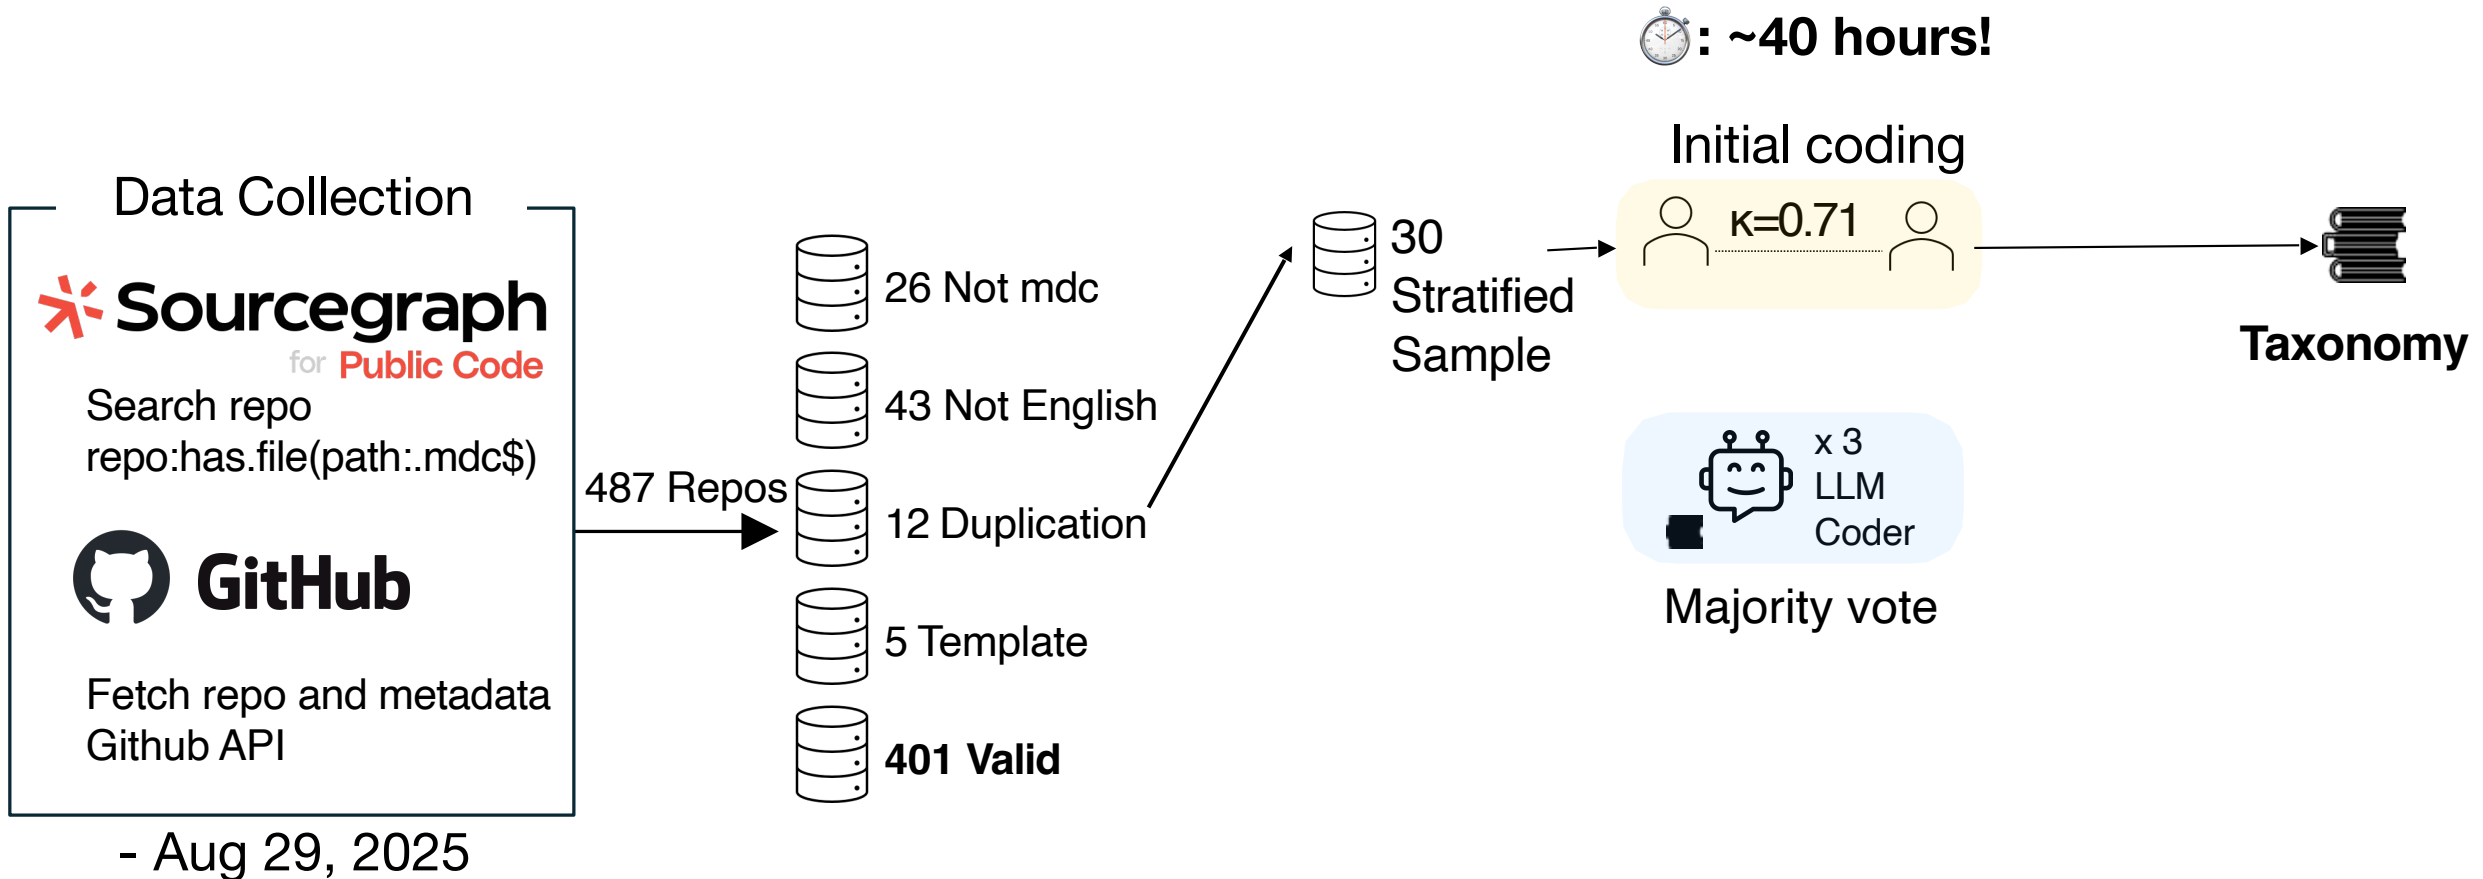 : ~40 hours!
Initial coding
κ=0.71
Data Collection
Sourcegraph
for Public Code
Search repo
repo:has.file(path:.mdc$)
GitHub
Fetch repo and metadata
Github API
- Aug 29, 2025
487 Repos
26 Not mdc
43 Not English
12 Duplication
5 Template
401 Valid
30
Stratified
Sample
Taxonomy
x 3
LLM
Coder
Majority vote